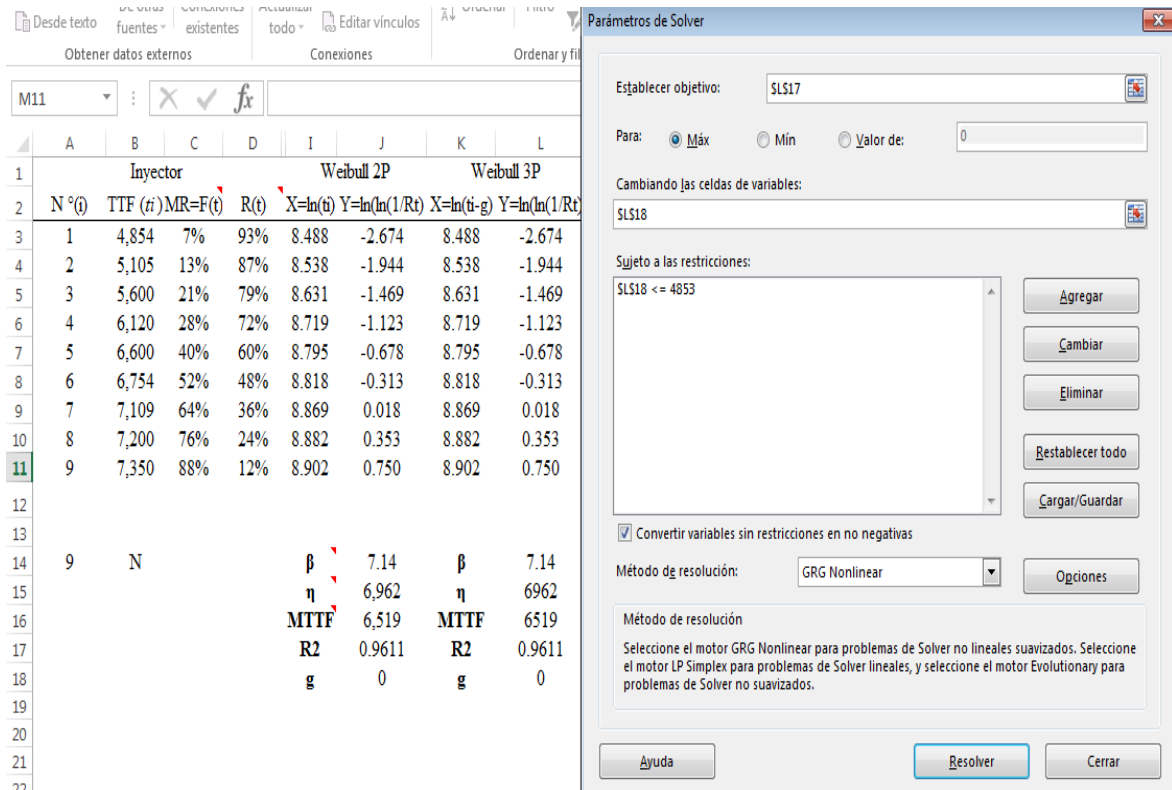 Desde texto
fuentes
existentes
todo
Editar vínculos
Obtener datos externos
Conexiones
Ordenar y fil
M11
fx
A B C D I J K L
1 Inyector Weibull 2P Weibull 3P
2 N °(i) TTF (ti) MR=F(t) R(t) X=ln(ti) Y=ln(ln(1/Rt) X=ln(ti-g) Y=ln(ln(1/Rt)
3 1 4,854 7% 93% 8.488 -2.674 8.488 -2.674
4 2 5,105 13% 87% 8.538 -1.944 8.538 -1.944
5 3 5,600 21% 79% 8.631 -1.469 8.631 -1.469
6 4 6,120 28% 72% 8.719 -1.123 8.719 -1.123
7 5 6,600 40% 60% 8.795 -0.678 8.795 -0.678
8 6 6,754 52% 48% 8.818 -0.313 8.818 -0.313
9 7 7,109 64% 36% 8.869 0.018 8.869 0.018
10 8 7,200 76% 24% 8.882 0.353 8.882 0.353
11 9 7,350 88% 12% 8.902 0.750 8.902 0.750
12
13
14 9 N β 7.14 β 7.14
15 η 6,962 η 6962
16 MTTF 6,519 MTTF 6519
17 R2 0.9611 R2 0.9611
18 g 0 g 0
19
20
21
Parámetros de Solver
Establecer objetivo: $L$17
Para: Máx Mín Valor de: 0
Cambiando las celdas de variables:
$L$18
Sujeto a las restricciones:
$L$18 <= 4853
Agregar
Cambiar
Eliminar
Restablecer todo
Cargar/Guardar
Convertir variables sin restricciones en no negativas
Método de resolución: GRG Nonlinear Opciones
Método de resolución
Seleccione el motor GRG Nonlinear para problemas de Solver no lineales suavizados. Seleccione
el motor LP Simplex para problemas de Solver lineales, y seleccione el motor Evolutionary para
problemas de Solver no suavizados.
Ayuda Resolver Cerrar